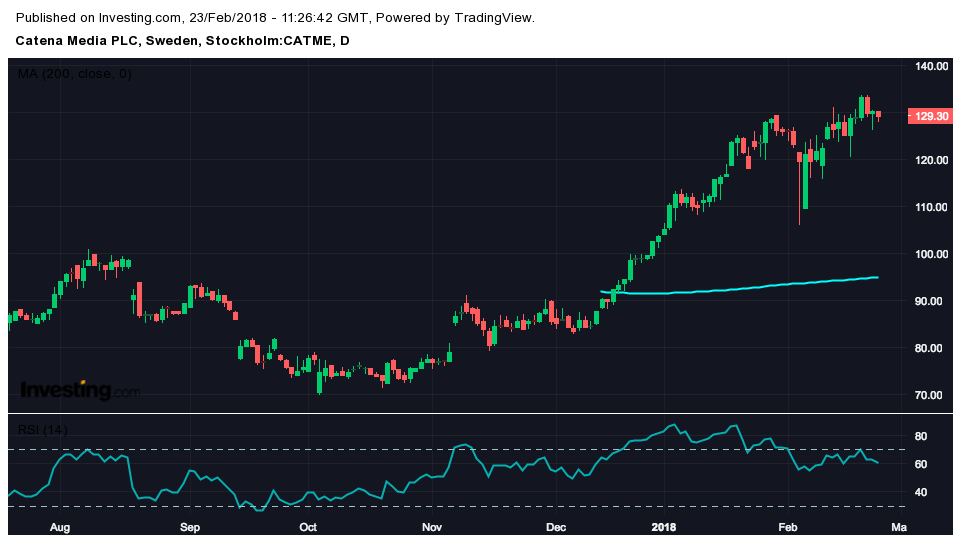 Published on Investing.com, 23/Feb/2018 - 11:26:42 GMT, Powered by TradingView.
Catena Media PLC, Sweden, Stockholm:CATME, D
MA (200, close, 0)
140.00
129.30
120.00
110.00
100.00
90.00
80.00
70.00
Investing.com
RSI (14)
80
60
40
Aug Sep Oct Nov Dec 2018 Feb Ma